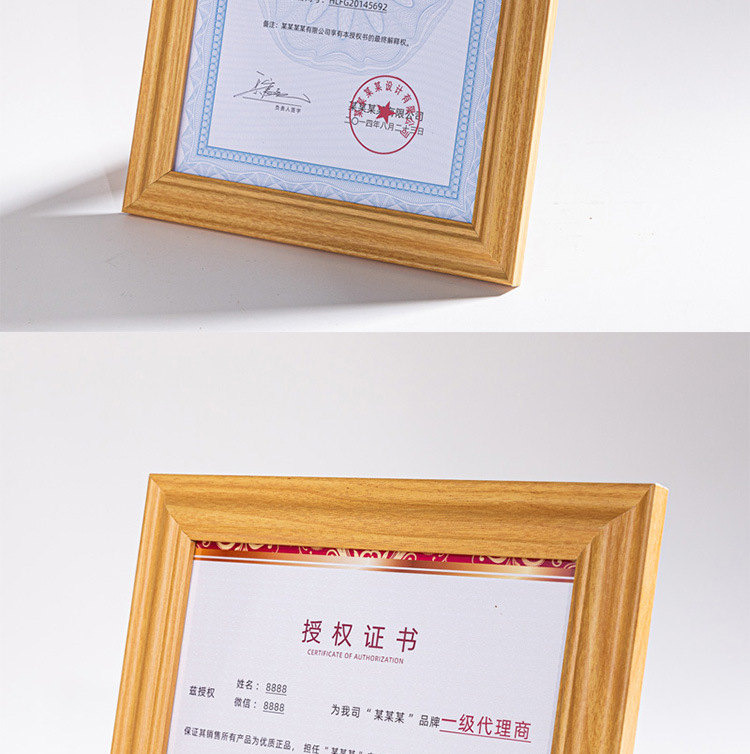 HLFG20145692
备注：某某某某有限公司享有本授权书的最终解释权。
某某某某设计有限公司
负责人签字
某某某某有限公司
二〇一四年八月二十三日
授权证书
CERTIFICATE OF AUTHORIZATION
兹授权
姓名：8888
微信：8888
为我司“某某某”品牌一级代理商
保证其销售所有产品为优质正品，担任“某某某”